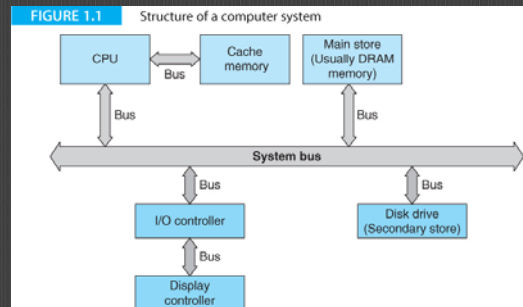 FIGURE 1.1 Structure of a computer system
CPU
Bus
Cache
memory
Main store
(Usually DRAM
memory)
Bus
Bus
System bus
Bus
Bus
I/O controller
Disk drive
(Secondary store)
Bus
Display
controller